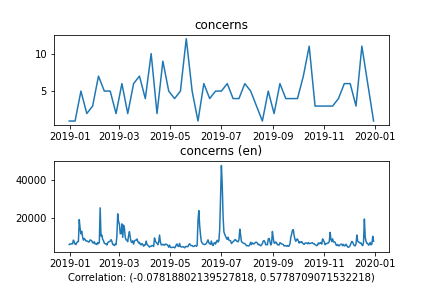 concerns
10
5
2019-01 2019-03 2019-05 2019-07 2019-09 2019-11 2020-01
concerns (en)
40000
20000
2019-01 2019-03 2019-05 2019-07 2019-09 2019-11 2020-01
Correlation: (-0.07818802139527818, 0.5778709071532218)